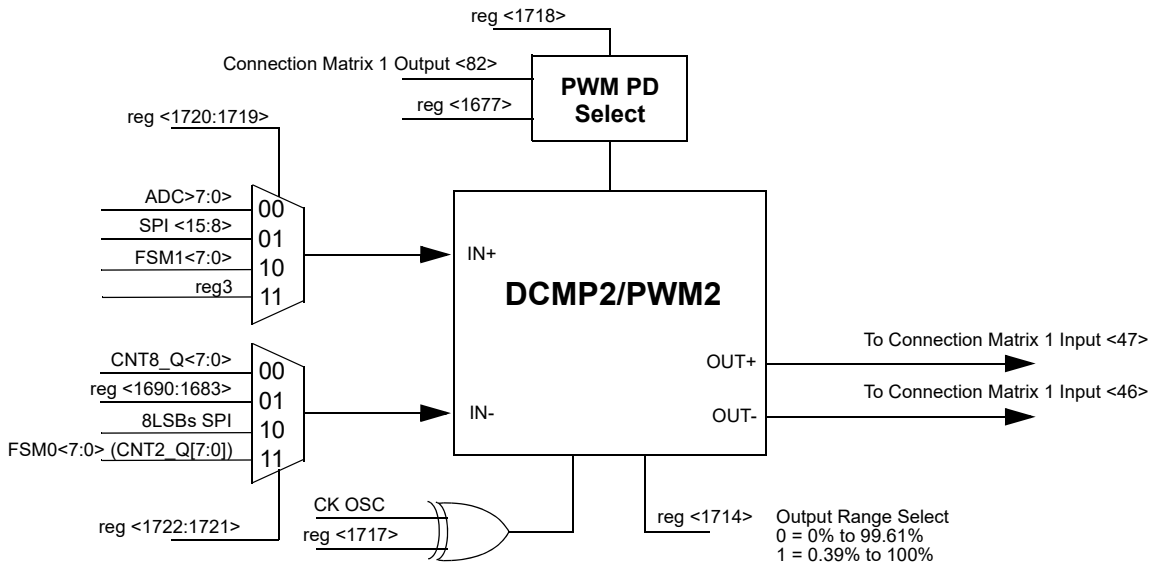 reg <1718>
Connection Matrix 1 Output <82>
PWM PD
Select
reg <1677>
reg <1720:1719>
ADC>7:0>
00
SPI <15:8>
01
FSM1<7:0>
10
reg3
11
IN+
DCMP2/PWM2
CNT8_Q<7:0>
00
reg <1690:1683>
01
8LSBs SPI
10
FSM0<7:0> (CNT2_Q[7:0])
11
IN-
OUT+
To Connection Matrix 1 Input <47>
OUT-
To Connection Matrix 1 Input <46>
reg <1722:1721>
CK OSC
reg <1717>
reg <1714>
Output Range Select
0 = 0% to 99.61%
1 = 0.39% to 100%